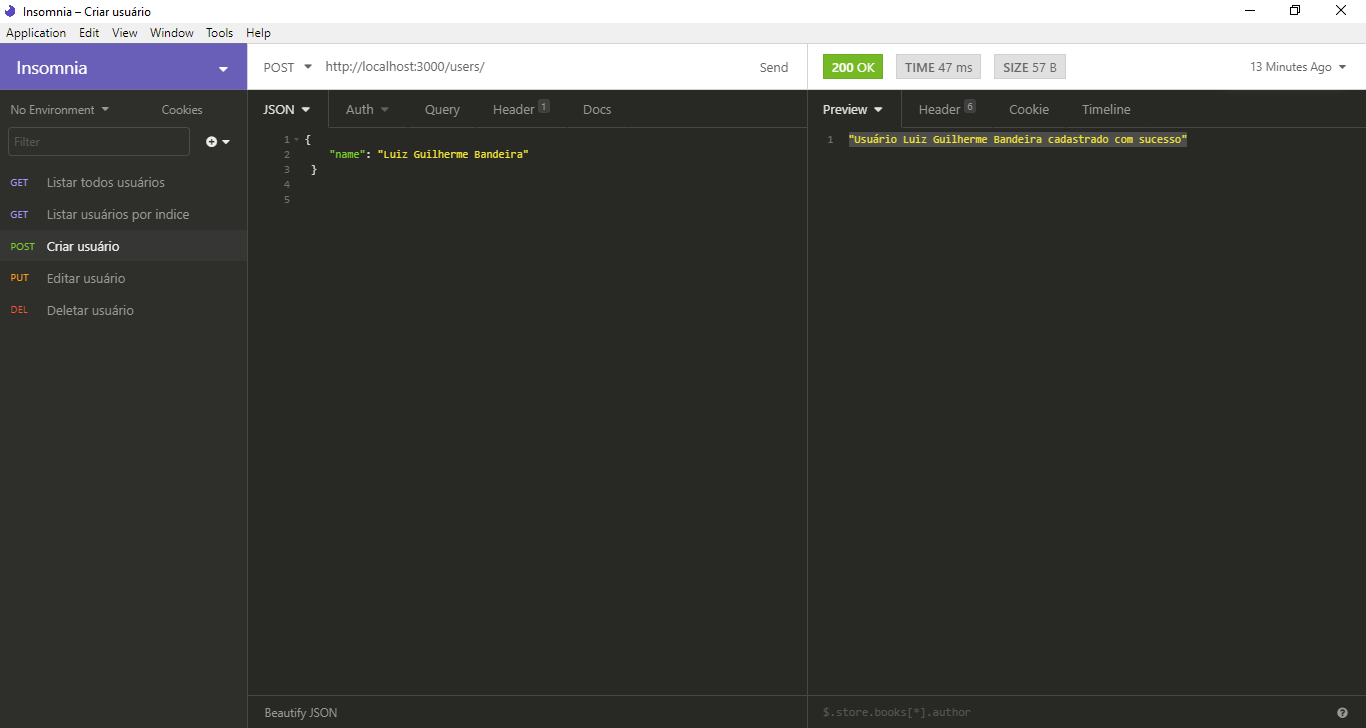 Insomnia – Criar usuário
Application Edit View Window Tools Help
Insomnia
POST http://localhost:3000/users/ Send
200 OK TIME 47 ms SIZE 57 B 13 Minutes Ago
No Environment Cookies
JSON Auth Query Header 1 Docs
Preview Header 6 Cookie Timeline
Filter
GET Listar todos usuários
GET Listar usuários por indice
POST Criar usuário
PUT Editar usuário
DEL Deletar usuário
1 {
2 "name": "Luiz Guilherme Bandeira"
3 }
4
5
1 "Usuário Luiz Guilherme Bandeira cadastrado com sucesso"
Beautify JSON
$.store.books[*].author